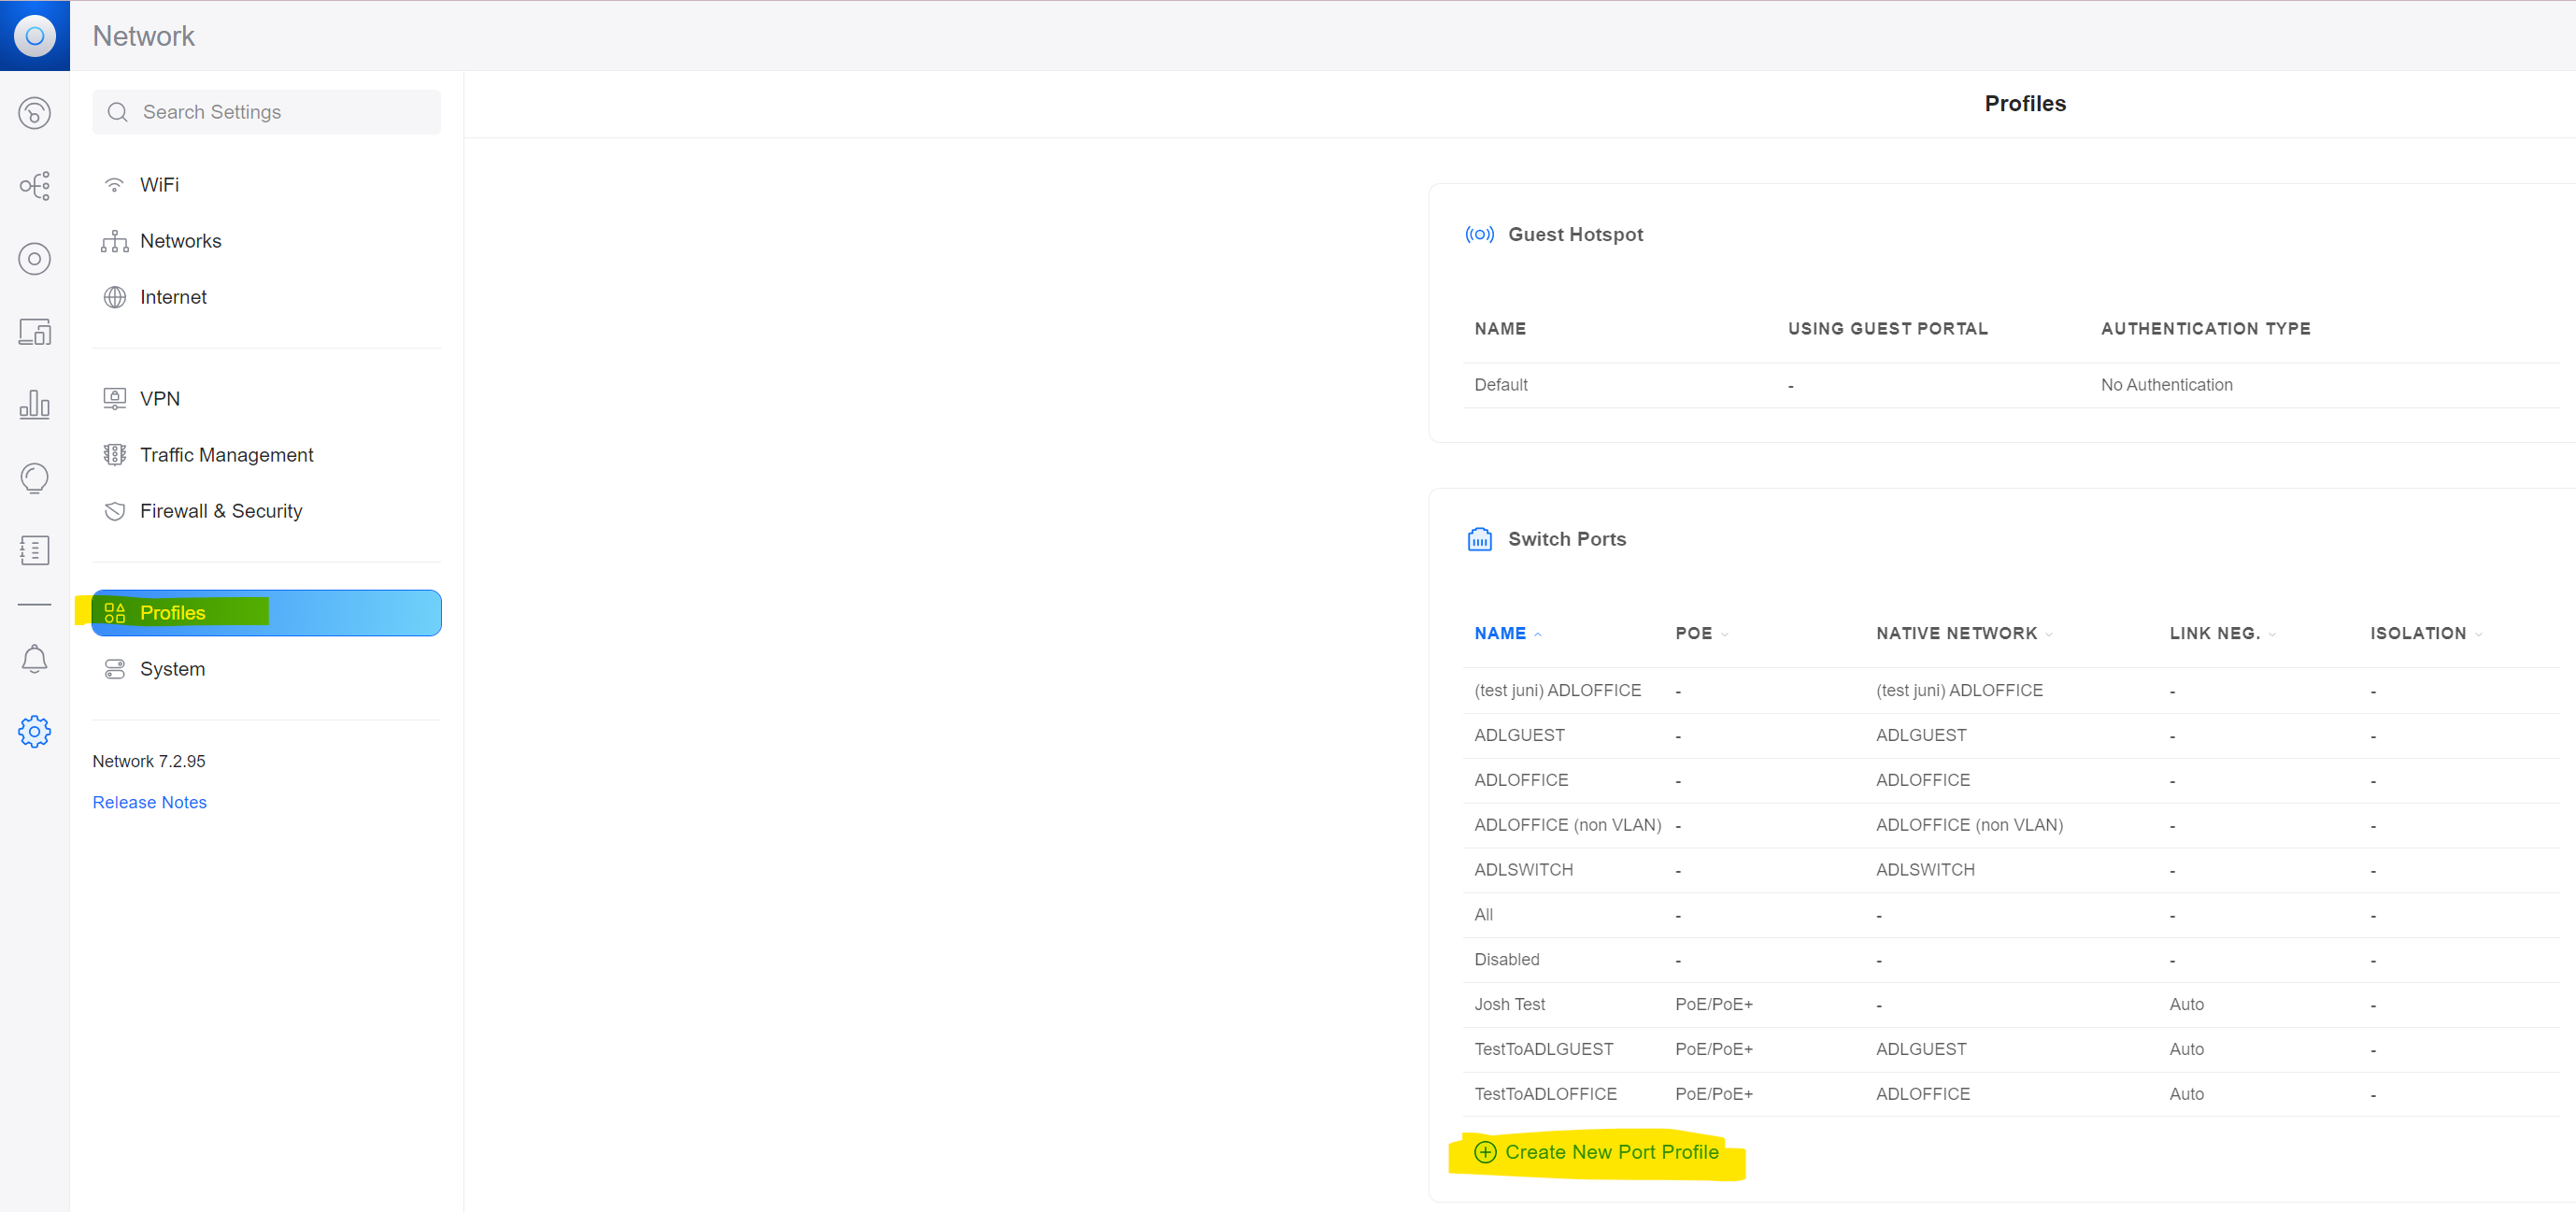 Network
Search Settings
WiFi
Networks
Internet
VPN
Traffic Management
Firewall & Security
Profiles
System
Network 7.2.95
Release Notes
Profiles
Guest Hotspot
NAME USING GUEST PORTAL AUTHENTICATION TYPE
Default - No Authentication
Switch Ports
NAME POE NATIVE NETWORK LINK NEG. ISOLATION
(test juni) ADLOFFICE - (test juni) ADLOFFICE - -
ADLGUEST - ADLGUEST - -
ADLOFFICE - ADLOFFICE - -
ADLOFFICE (non VLAN) - ADLOFFICE (non VLAN) - -
ADLSWITCH - ADLSWITCH - -
All - - - -
Disabled - - - -
Josh Test PoE/PoE+ - Auto -
TestToADLGUEST PoE/PoE+ ADLGUEST Auto -
TestToADLOFFICE PoE/PoE+ ADLOFFICE Auto -
Create New Port Profile